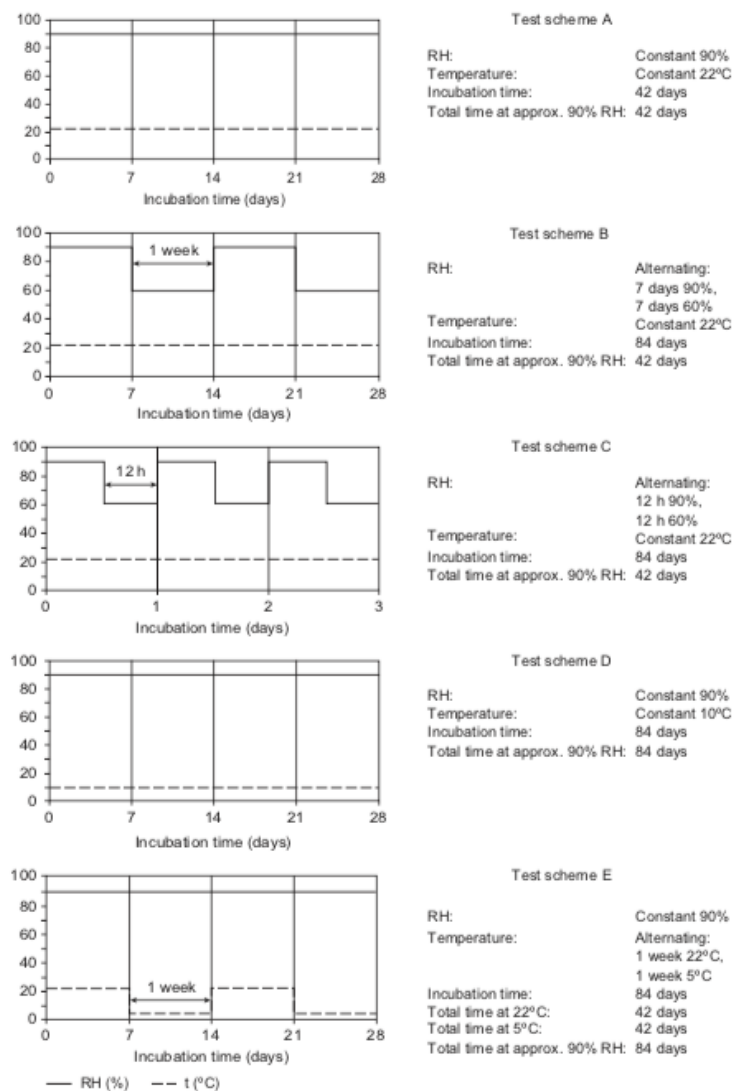 Test scheme A
100
80
60
40
20
0
0 7 14 21 28
Incubation time (days)
RH: Constant 90%
Temperature: Constant 22ºC
Incubation time: 42 days
Total time at approx. 90% RH: 42 days
Test scheme B
100
80
60
40
20
0
1 week
0 7 14 21 28
Incubation time (days)
RH: Alternating:
7 days 90%,
7 days 60%
Temperature: Constant 22ºC
Incubation time: 84 days
Total time at approx. 90% RH: 42 days
Test scheme C
100
80
60
40
20
0
12 h
0 1 2 3
Incubation time (days)
RH: Alternating:
12 h 90%,
12 h 60%
Temperature: Constant 22ºC
Incubation time: 84 days
Total time at approx. 90% RH: 42 days
Test scheme D
100
80
60
40
20
0
0 7 14 21 28
Incubation time (days)
RH: Constant 90%
Temperature: Constant 10ºC
Incubation time: 84 days
Total time at approx. 90% RH: 84 days
Test scheme E
100
80
60
40
20
0
1 week
0 7 14 21 28
Incubation time (days)
RH: Constant 90%
Temperature: Alternating:
1 week 22ºC,
1 week 5ºC
Incubation time: 84 days
Total time at 22ºC: 42 days
Total time at 5ºC: 42 days
Total time at approx. 90% RH: 84 days
RH (%) t (ºC)